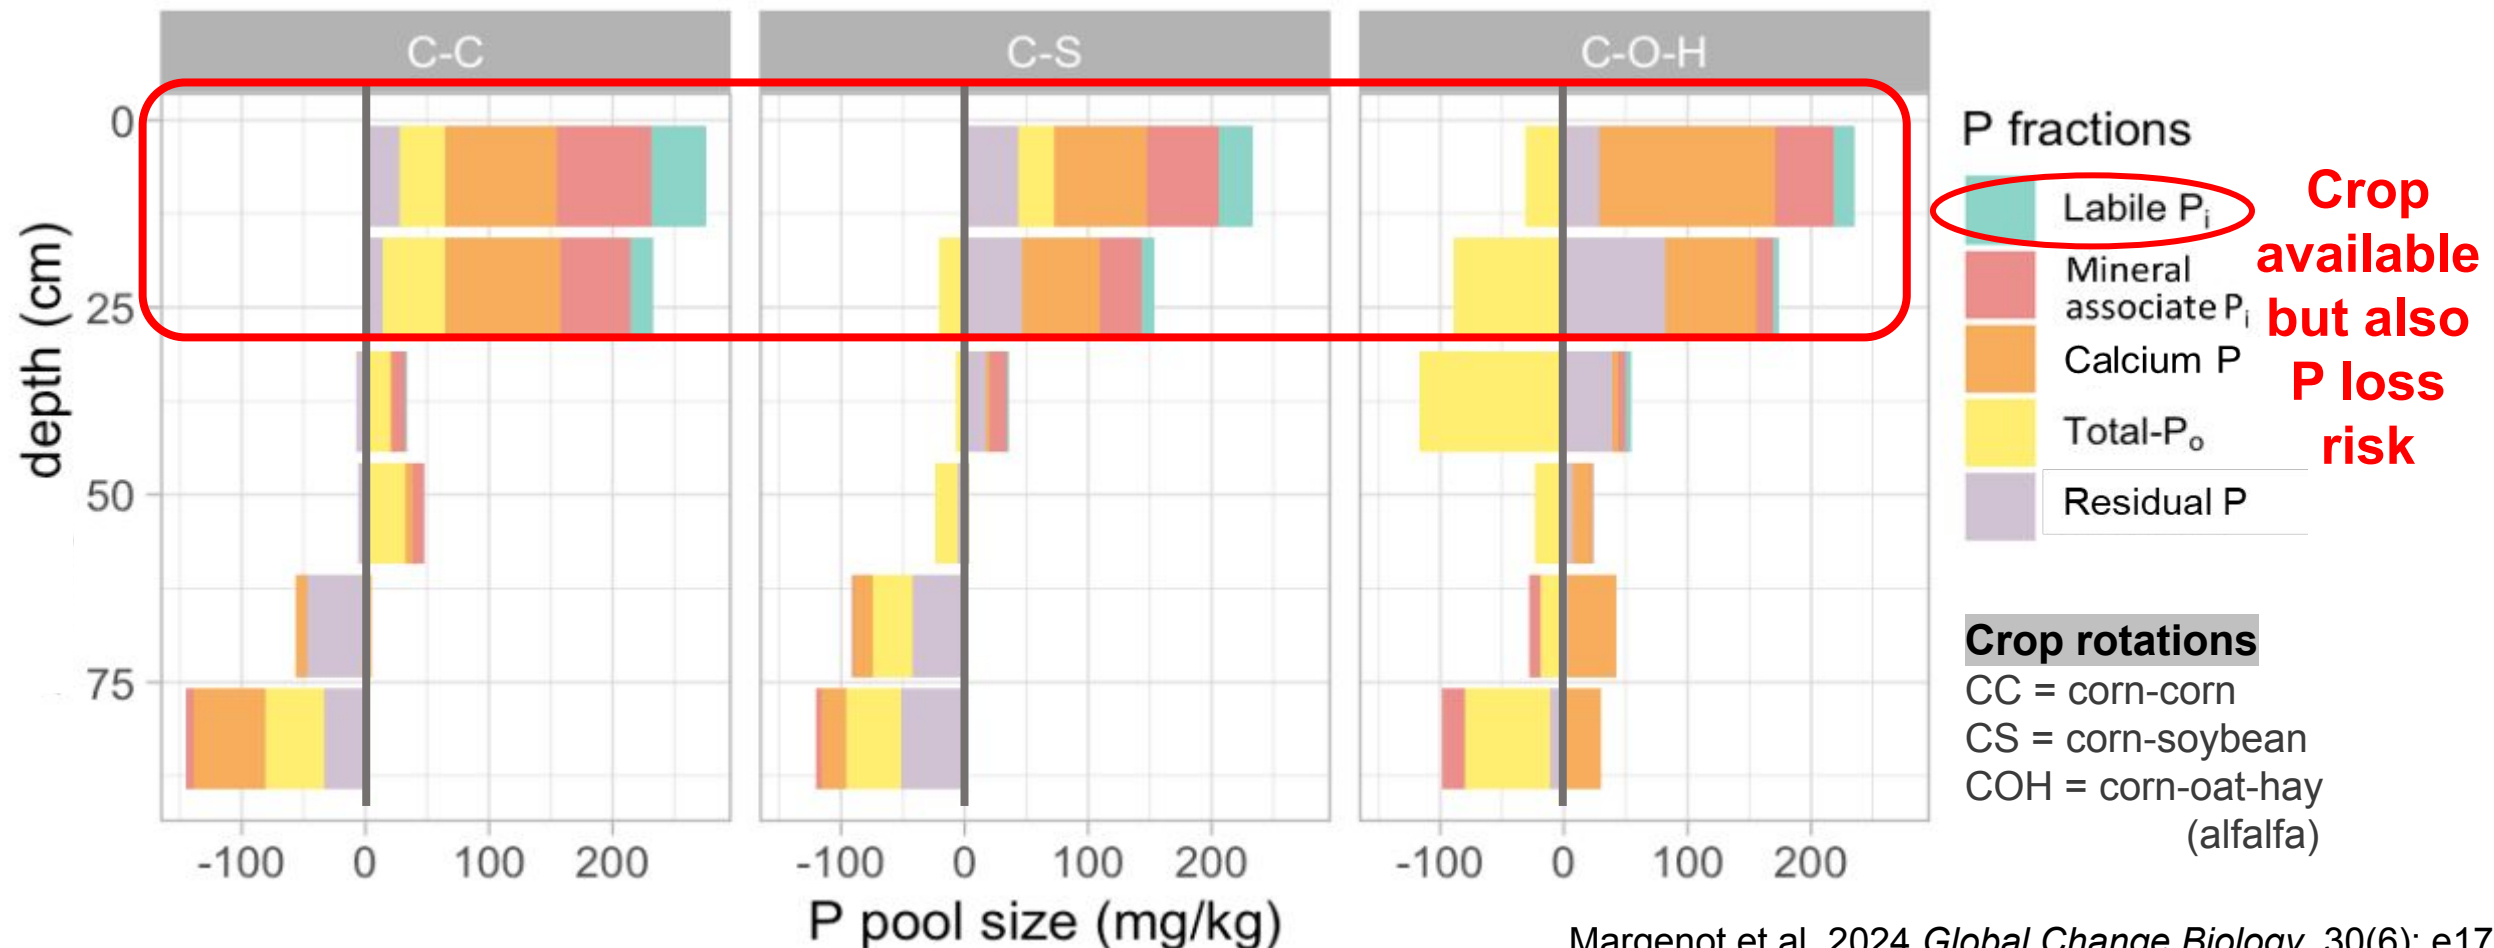 C-C
C-S
C-O-H
0
25
50
75
depth (cm)
-100 0 100 200
-100 0 100 200
-100 0 100 200
P pool size (mg/kg)
P fractions
Labile Pi
Mineral
associate Pi
Calcium P
Total-Po
Residual P
Crop
available
but also
P loss
risk
Crop rotations
CC = corn-corn
CS = corn-soybean
COH = corn-oat-hay
(alfalfa)
Margenot et al. 2024 Global Change Biology, 30(6): e17